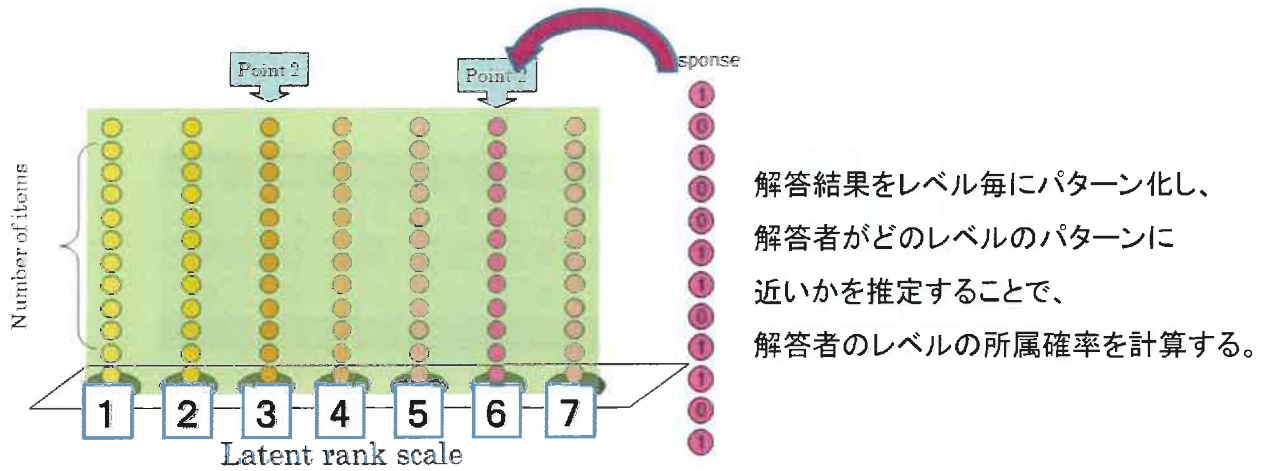 Point 2
Point 2
sponse
1
0
1
0
0
1
1
0
1
1
0
1
Number of items
解答結果をレベル毎にパターン化し、
解答者がどのレベルのパターンに
近いかを推定することで、
解答者のレベルの所属確率を計算する。
1 2 3 4 5 6 7
Latent rank scale